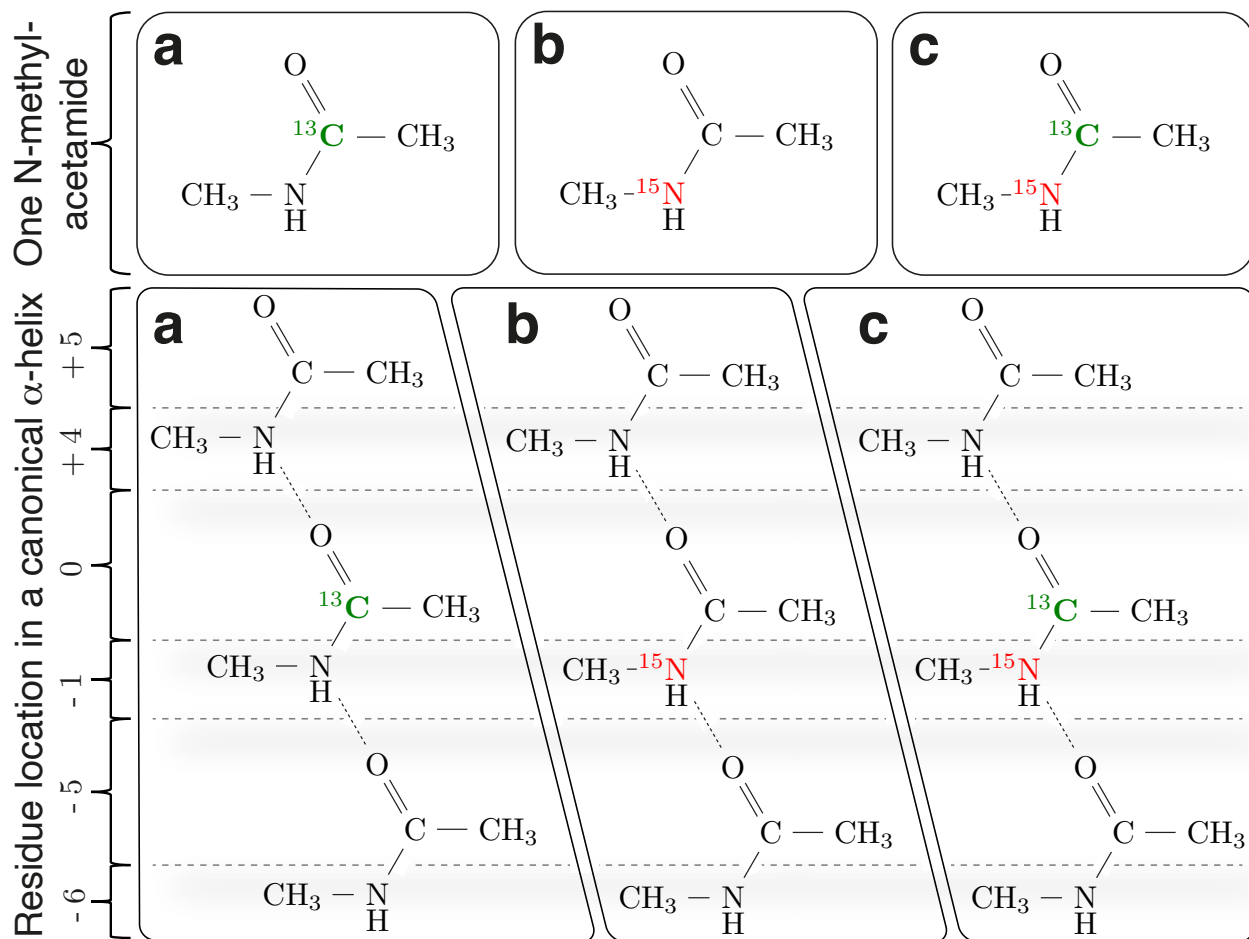 One N-methyl-
acetamide
a
O
¹³C — CH₃
CH₃ — N
H
b
O
C — CH₃
CH₃ - ¹⁵N
H
c
O
¹³C — CH₃
CH₃ - ¹⁵N
H
Residue location in a canonical α-helix
+5
+4
0
-1
-5
-6
a
O
C — CH₃
CH₃ — N
H
O
¹³C — CH₃
CH₃ — N
H
O
C — CH₃
CH₃ — N
H
b
O
C — CH₃
CH₃ — N
H
O
C — CH₃
CH₃ - ¹⁵N
H
O
C — CH₃
CH₃ — N
H
c
O
C — CH₃
CH₃ — N
H
O
¹³C — CH₃
CH₃ - ¹⁵N
H
O
C — CH₃
CH₃ — N
H